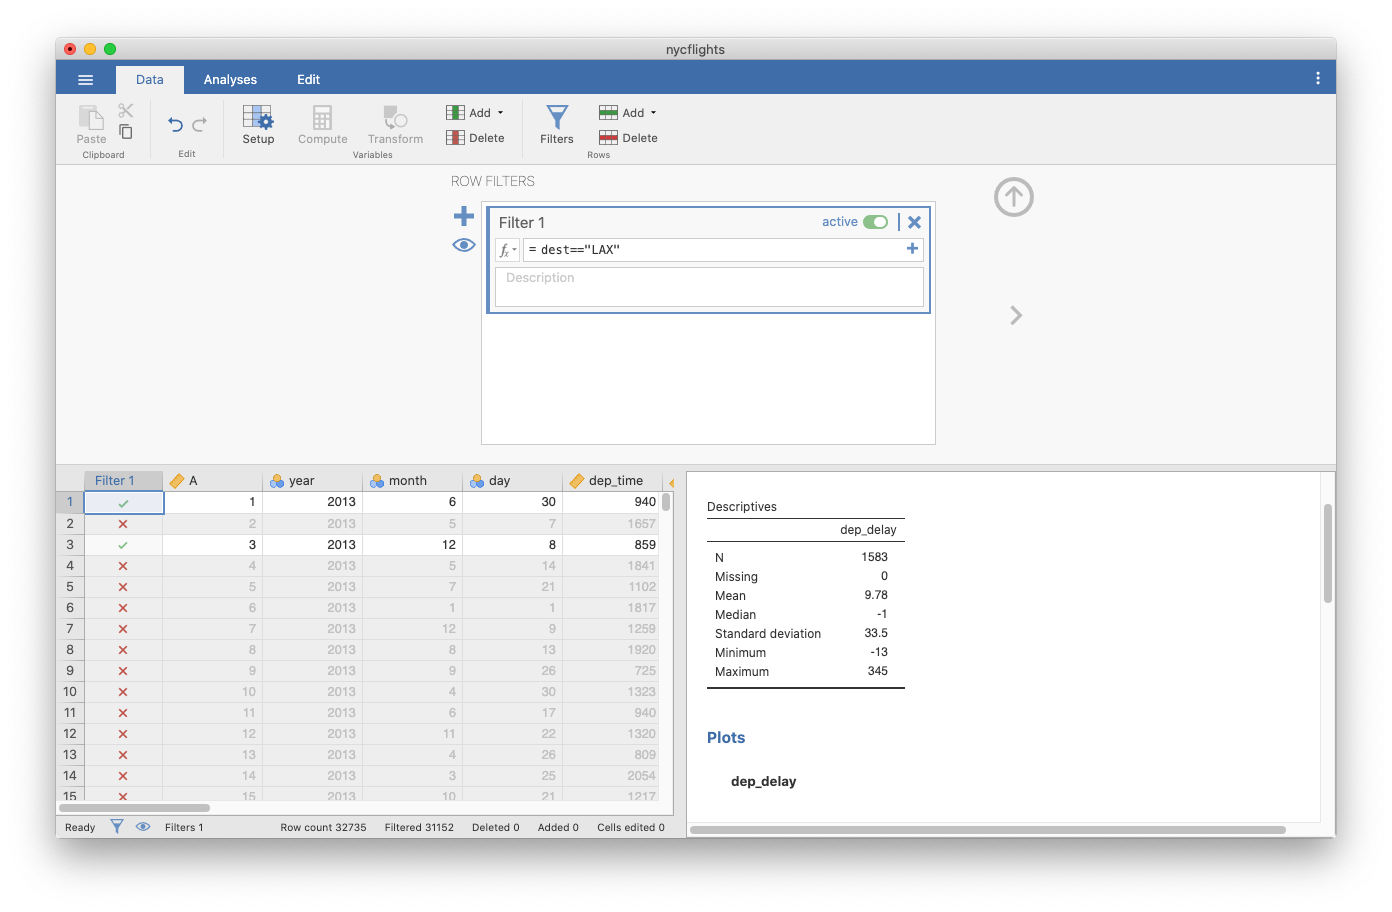 nycflights
Data Analyses Edit
Paste Clipboard
Edit
Setup Compute Transform Add Delete Variables
Filters Add Delete Rows
ROW FILTERS
Filter 1 active
fx = dest=="LAX"
Description
Filter 1 A year month day dep_time
1 1 2013 6 30 940
2 2 2013 5 7 1657
3 3 2013 12 8 859
4 4 2013 5 14 1841
5 5 2013 7 21 1102
6 6 2013 1 1 1817
7 7 2013 12 9 1259
8 8 2013 8 13 1920
9 9 2013 9 26 725
10 10 2013 4 30 1323
11 11 2013 6 17 940
12 12 2013 11 22 1320
13 13 2013 4 26 809
14 14 2013 3 25 2054
15 15 2013 10 21 1217
Ready Filters 1 Row count 32735 Filtered 31152 Deleted 0 Added 0 Cells edited 0
Descriptives
dep_delay
N 1583
Missing 0
Mean 9.78
Median -1
Standard deviation 33.5
Minimum -13
Maximum 345
Plots
dep_delay